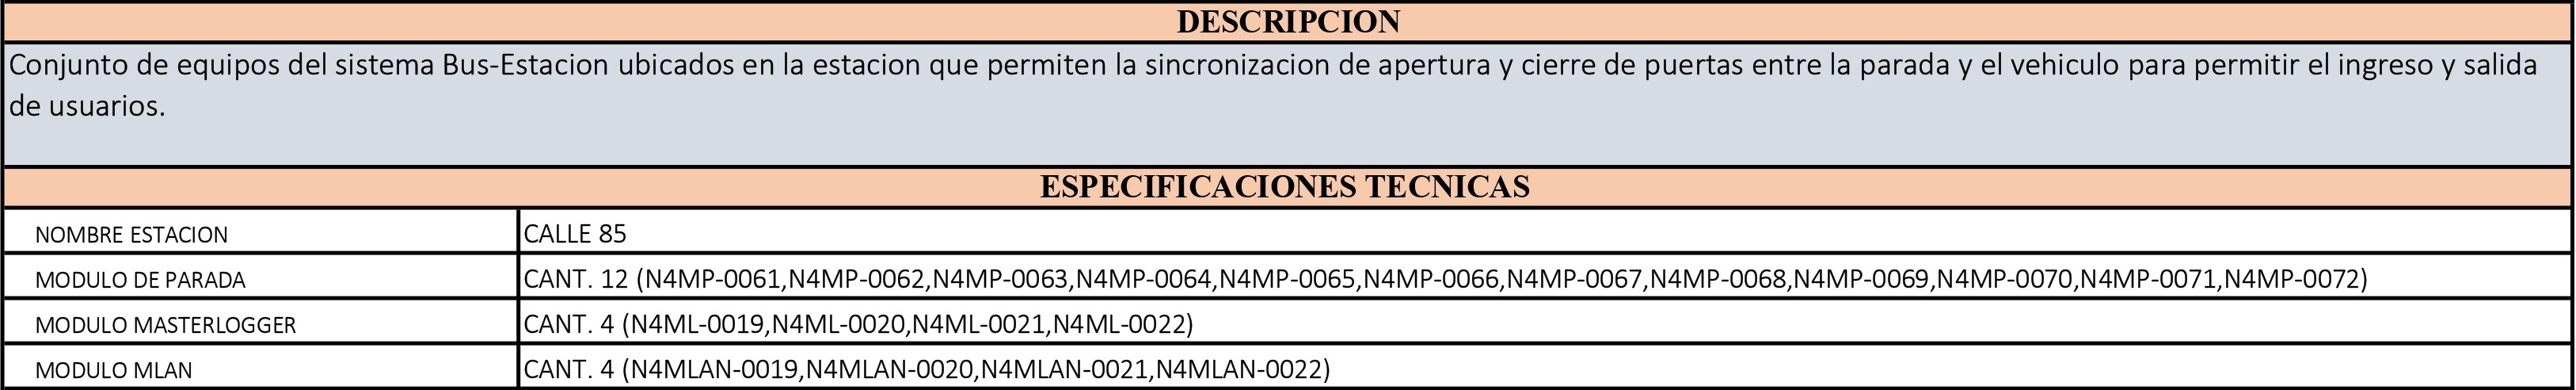 DESCRIPCION
Conjunto de equipos del sistema Bus-Estacion ubicados en la estacion que permiten la sincronizacion de apertura y cierre de puertas entre la parada y el vehiculo para permitir el ingreso y salida
de usuarios.
ESPECIFICACIONES TECNICAS
NOMBRE ESTACION CALLE 85
MODULO DE PARADA CANT. 12 (N4MP-0061,N4MP-0062,N4MP-0063,N4MP-0064,N4MP-0065,N4MP-0066,N4MP-0067,N4MP-0068,N4MP-0069,N4MP-0070,N4MP-0071,N4MP-0072)
MODULO MASTERLOGGER CANT. 4 (N4ML-0019,N4ML-0020,N4ML-0021,N4ML-0022)
MODULO MLAN CANT. 4 (N4MLAN-0019,N4MLAN-0020,N4MLAN-0021,N4MLAN-0022)